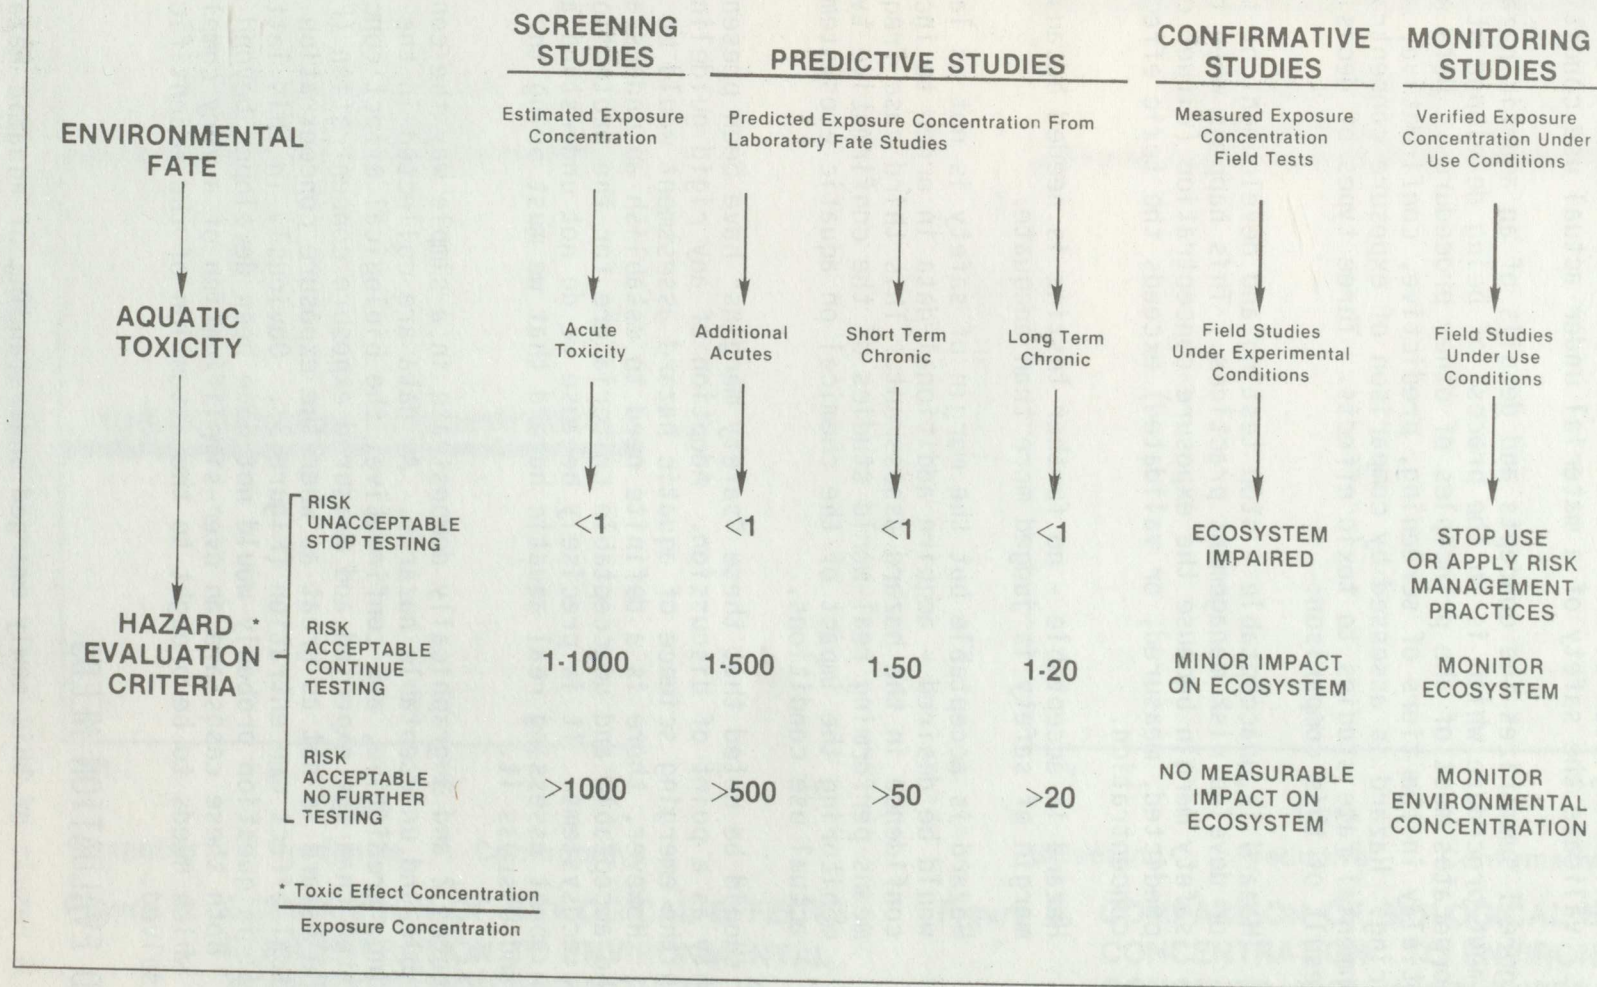 SCREENING
STUDIES
PREDICTIVE STUDIES
CONFIRMATIVE
STUDIES
MONITORING
STUDIES
ENVIRONMENTAL
FATE
Estimated Exposure
Concentration
Predicted Exposure Concentration From
Laboratory Fate Studies
Measured Exposure
Concentration
Field Tests
Verified Exposure
Concentration Under
Use Conditions
AQUATIC
TOXICITY
Acute
Toxicity
Additional
Acutes
Short Term
Chronic
Long Term
Chronic
Field Studies
Under Experimental
Conditions
Field Studies
Under Use
Conditions
HAZARD *
EVALUATION
CRITERIA
RISK
UNACCEPTABLE
STOP TESTING
<1
<1
<1
<1
ECOSYSTEM
IMPAIRED
STOP USE
OR APPLY RISK
MANAGEMENT
PRACTICES
RISK
ACCEPTABLE
CONTINUE
TESTING
1-1000
1-500
1-50
1-20
MINOR IMPACT
ON ECOSYSTEM
MONITOR
ECOSYSTEM
RISK
ACCEPTABLE
NO FURTHER
TESTING
>1000
>500
>50
>20
NO MEASURABLE
IMPACT ON
ECOSYSTEM
MONITOR
ENVIRONMENTAL
CONCENTRATION
* Toxic Effect Concentration
Exposure Concentration